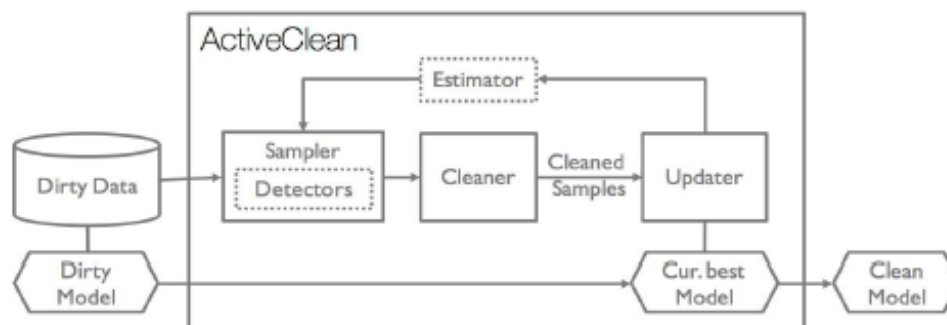 ActiveClean
Estimator
Sampler
Detectors
Dirty Data
Cleaner
Cleaned
Samples
Updater
Dirty
Model
Cur. best
Model
Clean
Model